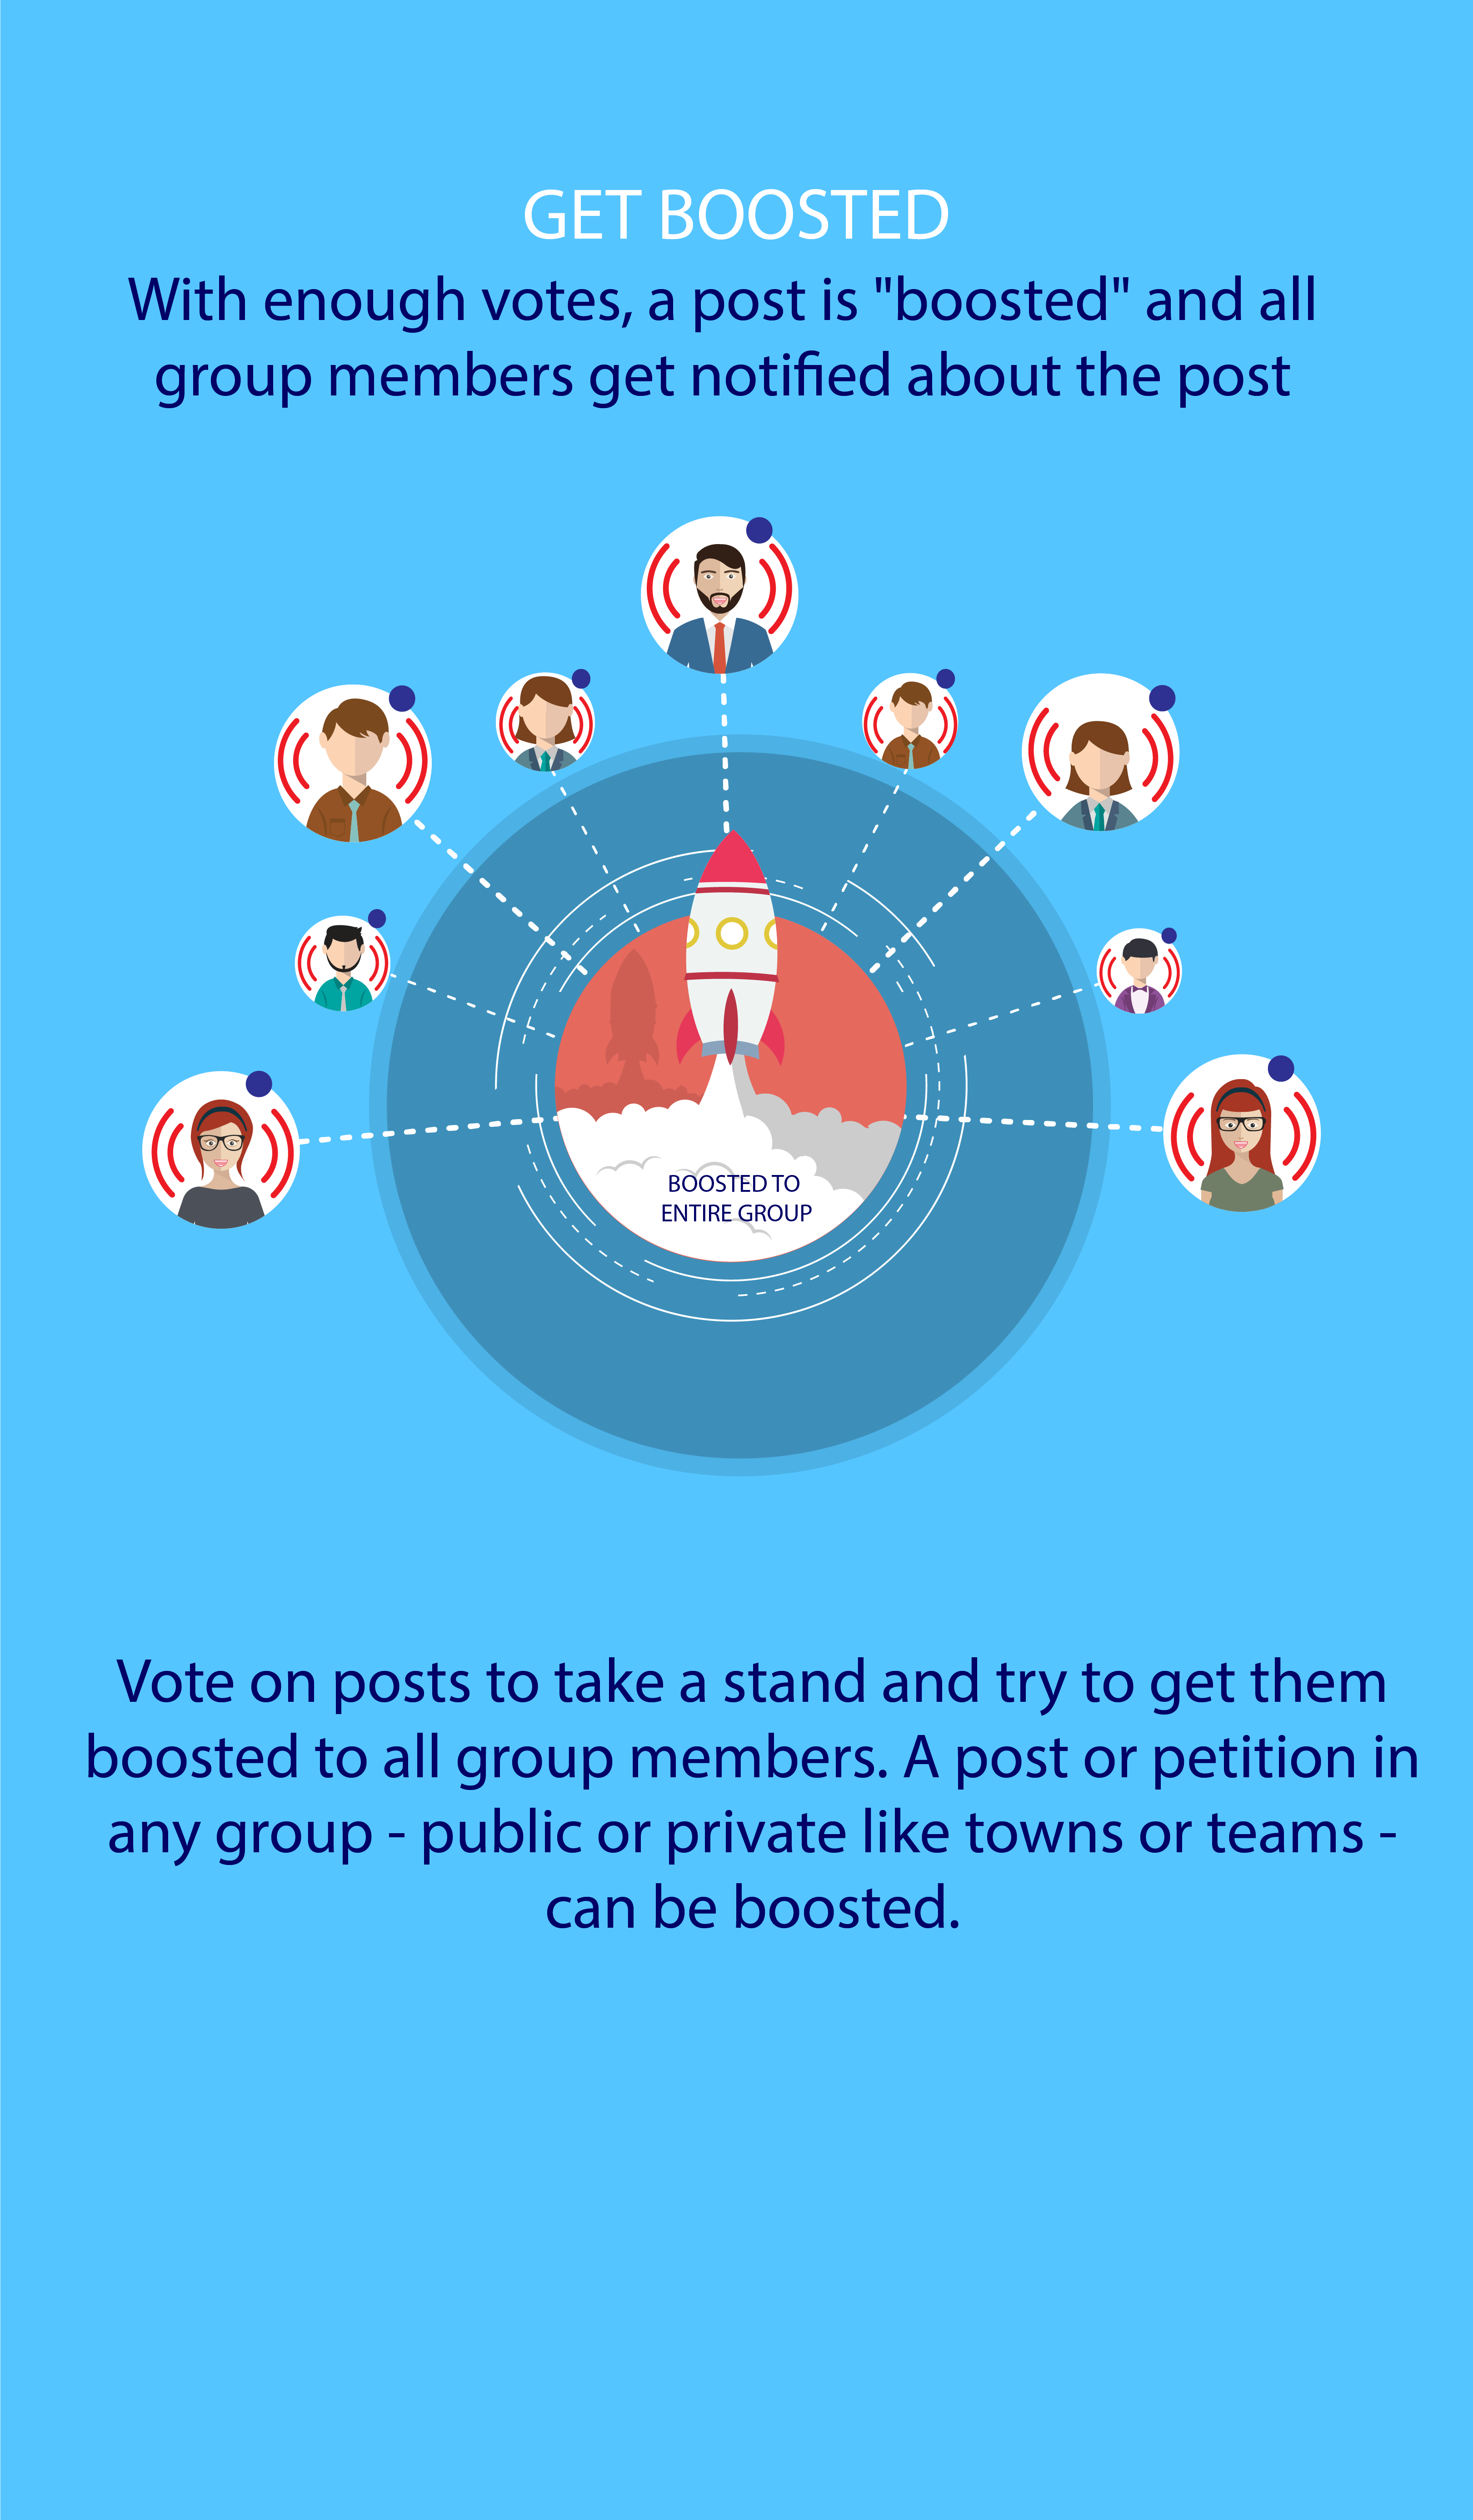 GET BOOSTED
With enough votes, a post is "boosted" and all
group members get notified about the post
BOOSTED TO
ENTIRE GROUP
Vote on posts to take a stand and try to get them
boosted to all group members. A post or petition in
any group - public or private like towns or teams -
can be boosted.